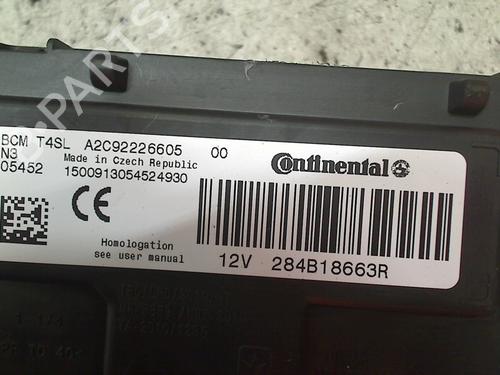 BCM T4SL A2C92226605 00
N3
Made in Czech Republic
05452 1500913054524930
Continental
CE
Homologation
see user manual
12V 284B18663R
PARTS